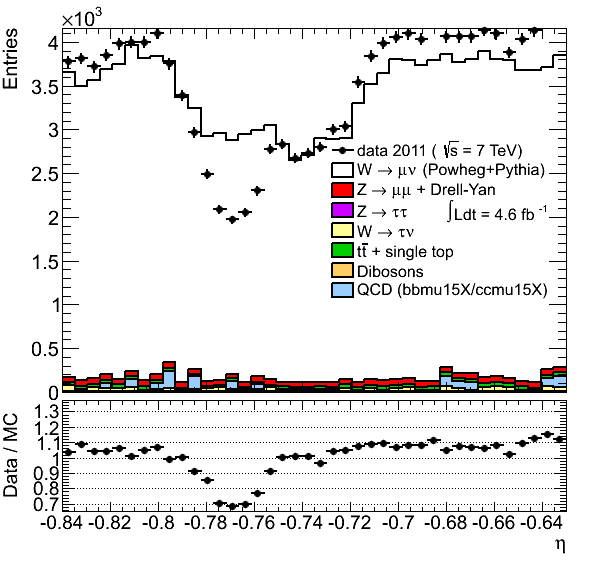 ×10³
Entries
4
3.5
3
2.5
2
1.5
1
0.5
0
data 2011 ( √s = 7 TeV)
W → μν (Powheg+Pythia)
Z → μμ + Drell-Yan
Z → ττ
∫Ldt = 4.6 fb⁻¹
W → τν
tt̄ + single top
Dibosons
QCD (bbmu15X/ccmu15X)
Data / MC
1.3
1.2
1.1
1
0.9
0.8
0.7
-0.84 -0.82 -0.8 -0.78 -0.76 -0.74 -0.72 -0.7 -0.68 -0.66 -0.64
η